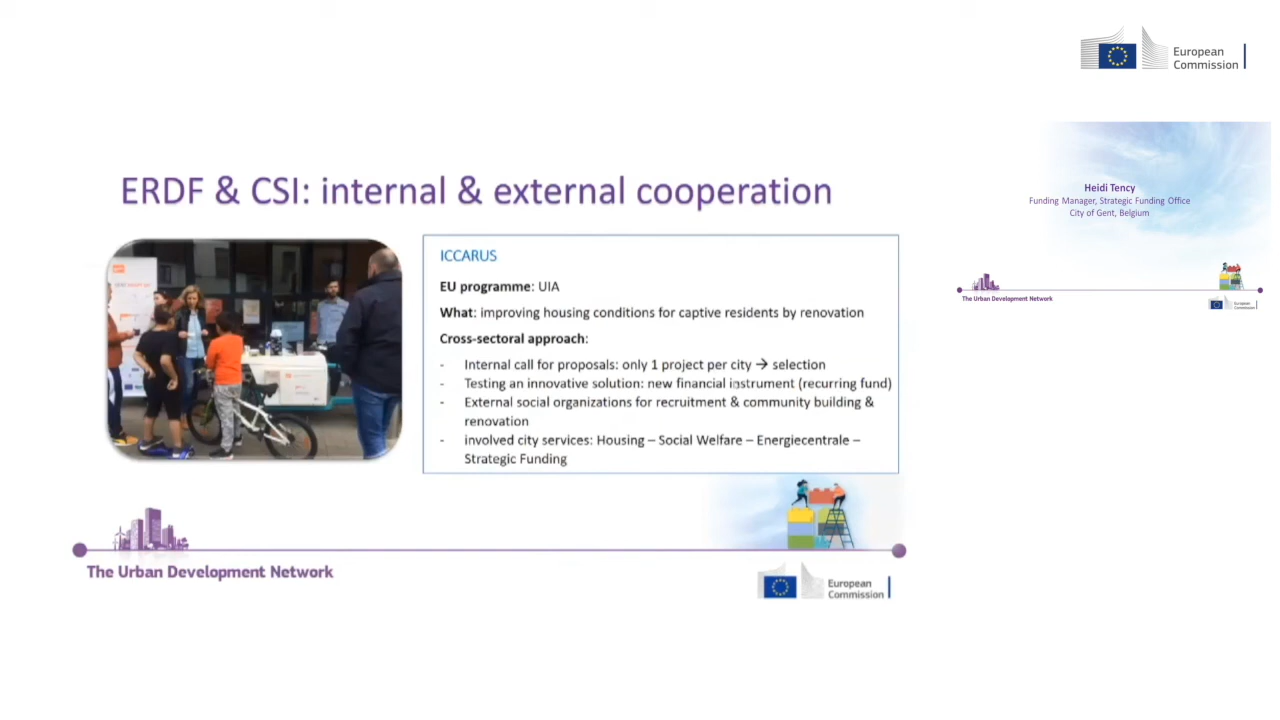 European
Commission
ERDF & CSI: internal & external cooperation
Heidi Tency
Funding Manager, Strategic Funding Office
City of Gent, Belgium
ICCARUS
EU programme: UIA
What: improving housing conditions for captive residents by renovation
Cross-sectoral approach:
- Internal call for proposals: only 1 project per city → selection
- Testing an innovative solution: new financial instrument (recurring fund)
- External social organizations for recruitment & community building &
renovation
- involved city services: Housing – Social Welfare – Energiecentrale –
Strategic Funding
The Urban Development Network
European
Commission
The Urban Development Network
European
Commission